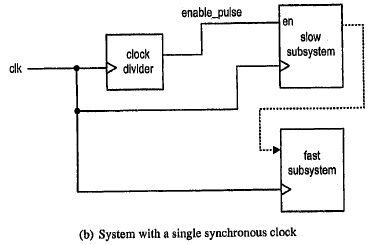 enable_pulse
en
slow
subsystem
clock
divider
clk
fast
subsystem
(b) System with a single synchronous clock